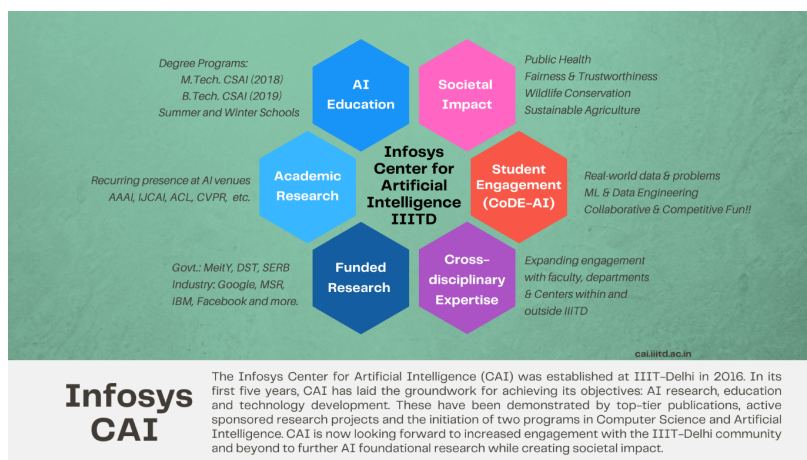 Degree Programs:
M.Tech. CSAI (2018)
B.Tech. CSAI (2019)
Summer and Winter Schools
AI
Education
Societal
Impact
Public Health
Fairness & Trustworthiness
Wildlife Conservation
Sustainable Agriculture
Recurring presence at AI venues
AAAI, IJCAI, ACL, CVPR, etc.
Academic
Research
Infosys
Center for
Artificial
Intelligence
IIITD
Student
Engagement
(CoDE-AI)
Real-world data & problems
ML & Data Engineering
Collaborative & Competitive Fun!!
Govt.: MeitY, DST, SERB
Industry: Google, MSR,
IBM, Facebook and more.
Funded
Research
Cross-
disciplinary
Expertise
Expanding engagement
with faculty, departments
& Centers within and
outside IIITD
cai.iiitd.ac.in
Infosys
CAI
The Infosys Center for Artificial Intelligence (CAI) was established at IIIT-Delhi in 2016. In its
first five years, CAI has laid the groundwork for achieving its objectives: AI research, education
and technology development. These have been demonstrated by top-tier publications, active
sponsored research projects and the initiation of two programs in Computer Science and Artificial
Intelligence. CAI is now looking forward to increased engagement with the IIIT-Delhi community
and beyond to further AI foundational research while creating societal impact.